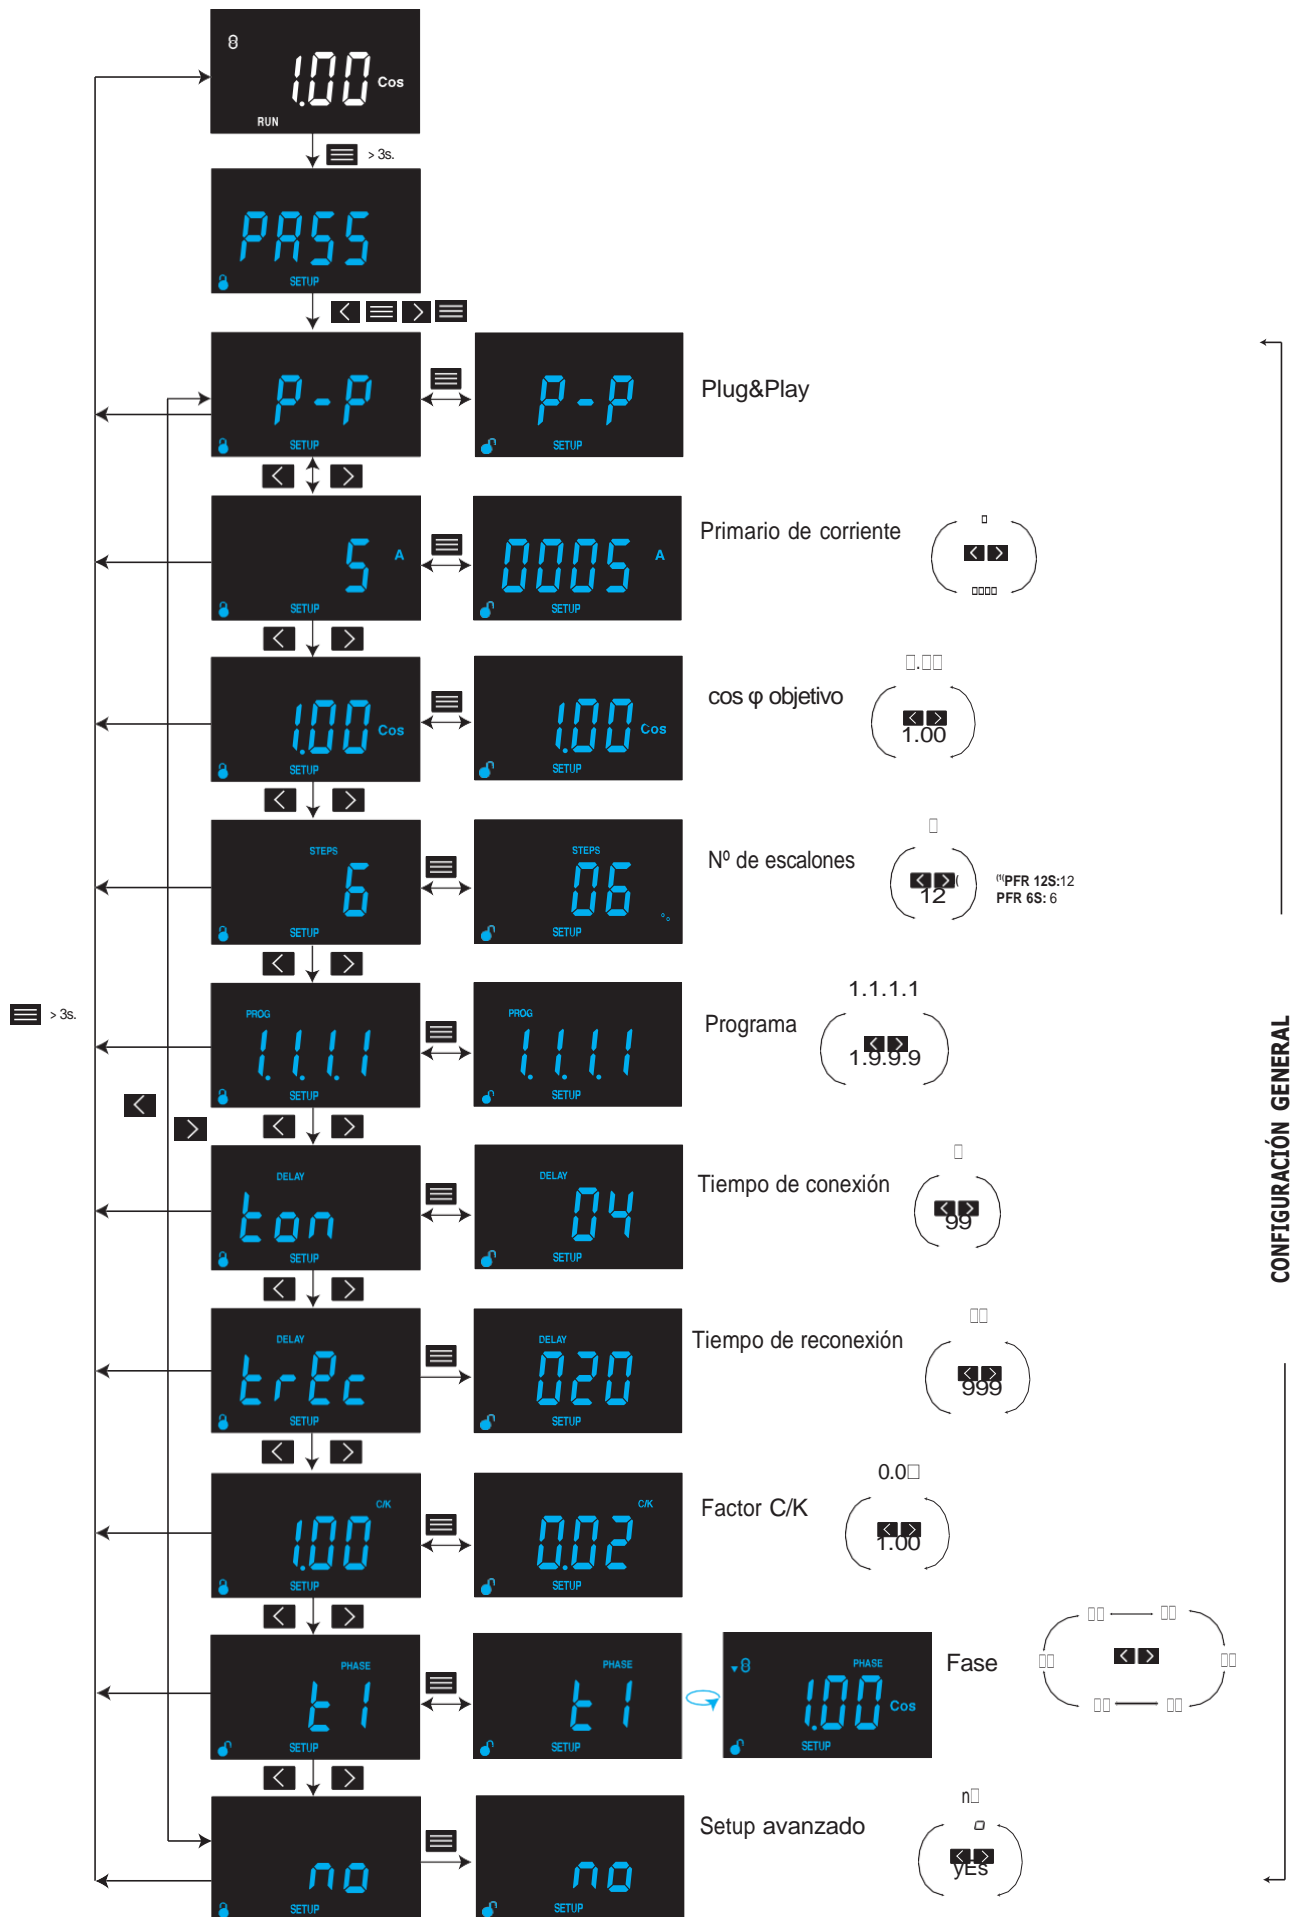 1.00 Cos
RUN
> 3s.
PASS
SETUP
P-P
SETUP
P-P
SETUP
Plug&Play
5 A
SETUP
0005 A
SETUP
Primario de corriente
1.00 Cos
SETUP
1.00 Cos
SETUP
cos φ objetivo
1.00
STEPS
6
SETUP
STEPS
06
SETUP
Nº de escalones
12
PFR 12S:12
PFR 6S: 6
PROG
1.1.1.1
SETUP
PROG
1.1.1.1
SETUP
Programa
1.1.1.1
1.9.9.9
> 3s.
DELAY
ton
SETUP
DELAY
04
SETUP
Tiempo de conexión
99
DELAY
trEc
SETUP
DELAY
020
SETUP
Tiempo de reconexión
999
C/K
1.00
SETUP
C/K
0.02
SETUP
Factor C/K
1.00
PHASE
t1
SETUP
PHASE
t1
SETUP
PHASE
1.00 Cos
SETUP
Fase
no
SETUP
no
SETUP
Setup avanzado
yEs
CONFIGURACIÓN GENERAL